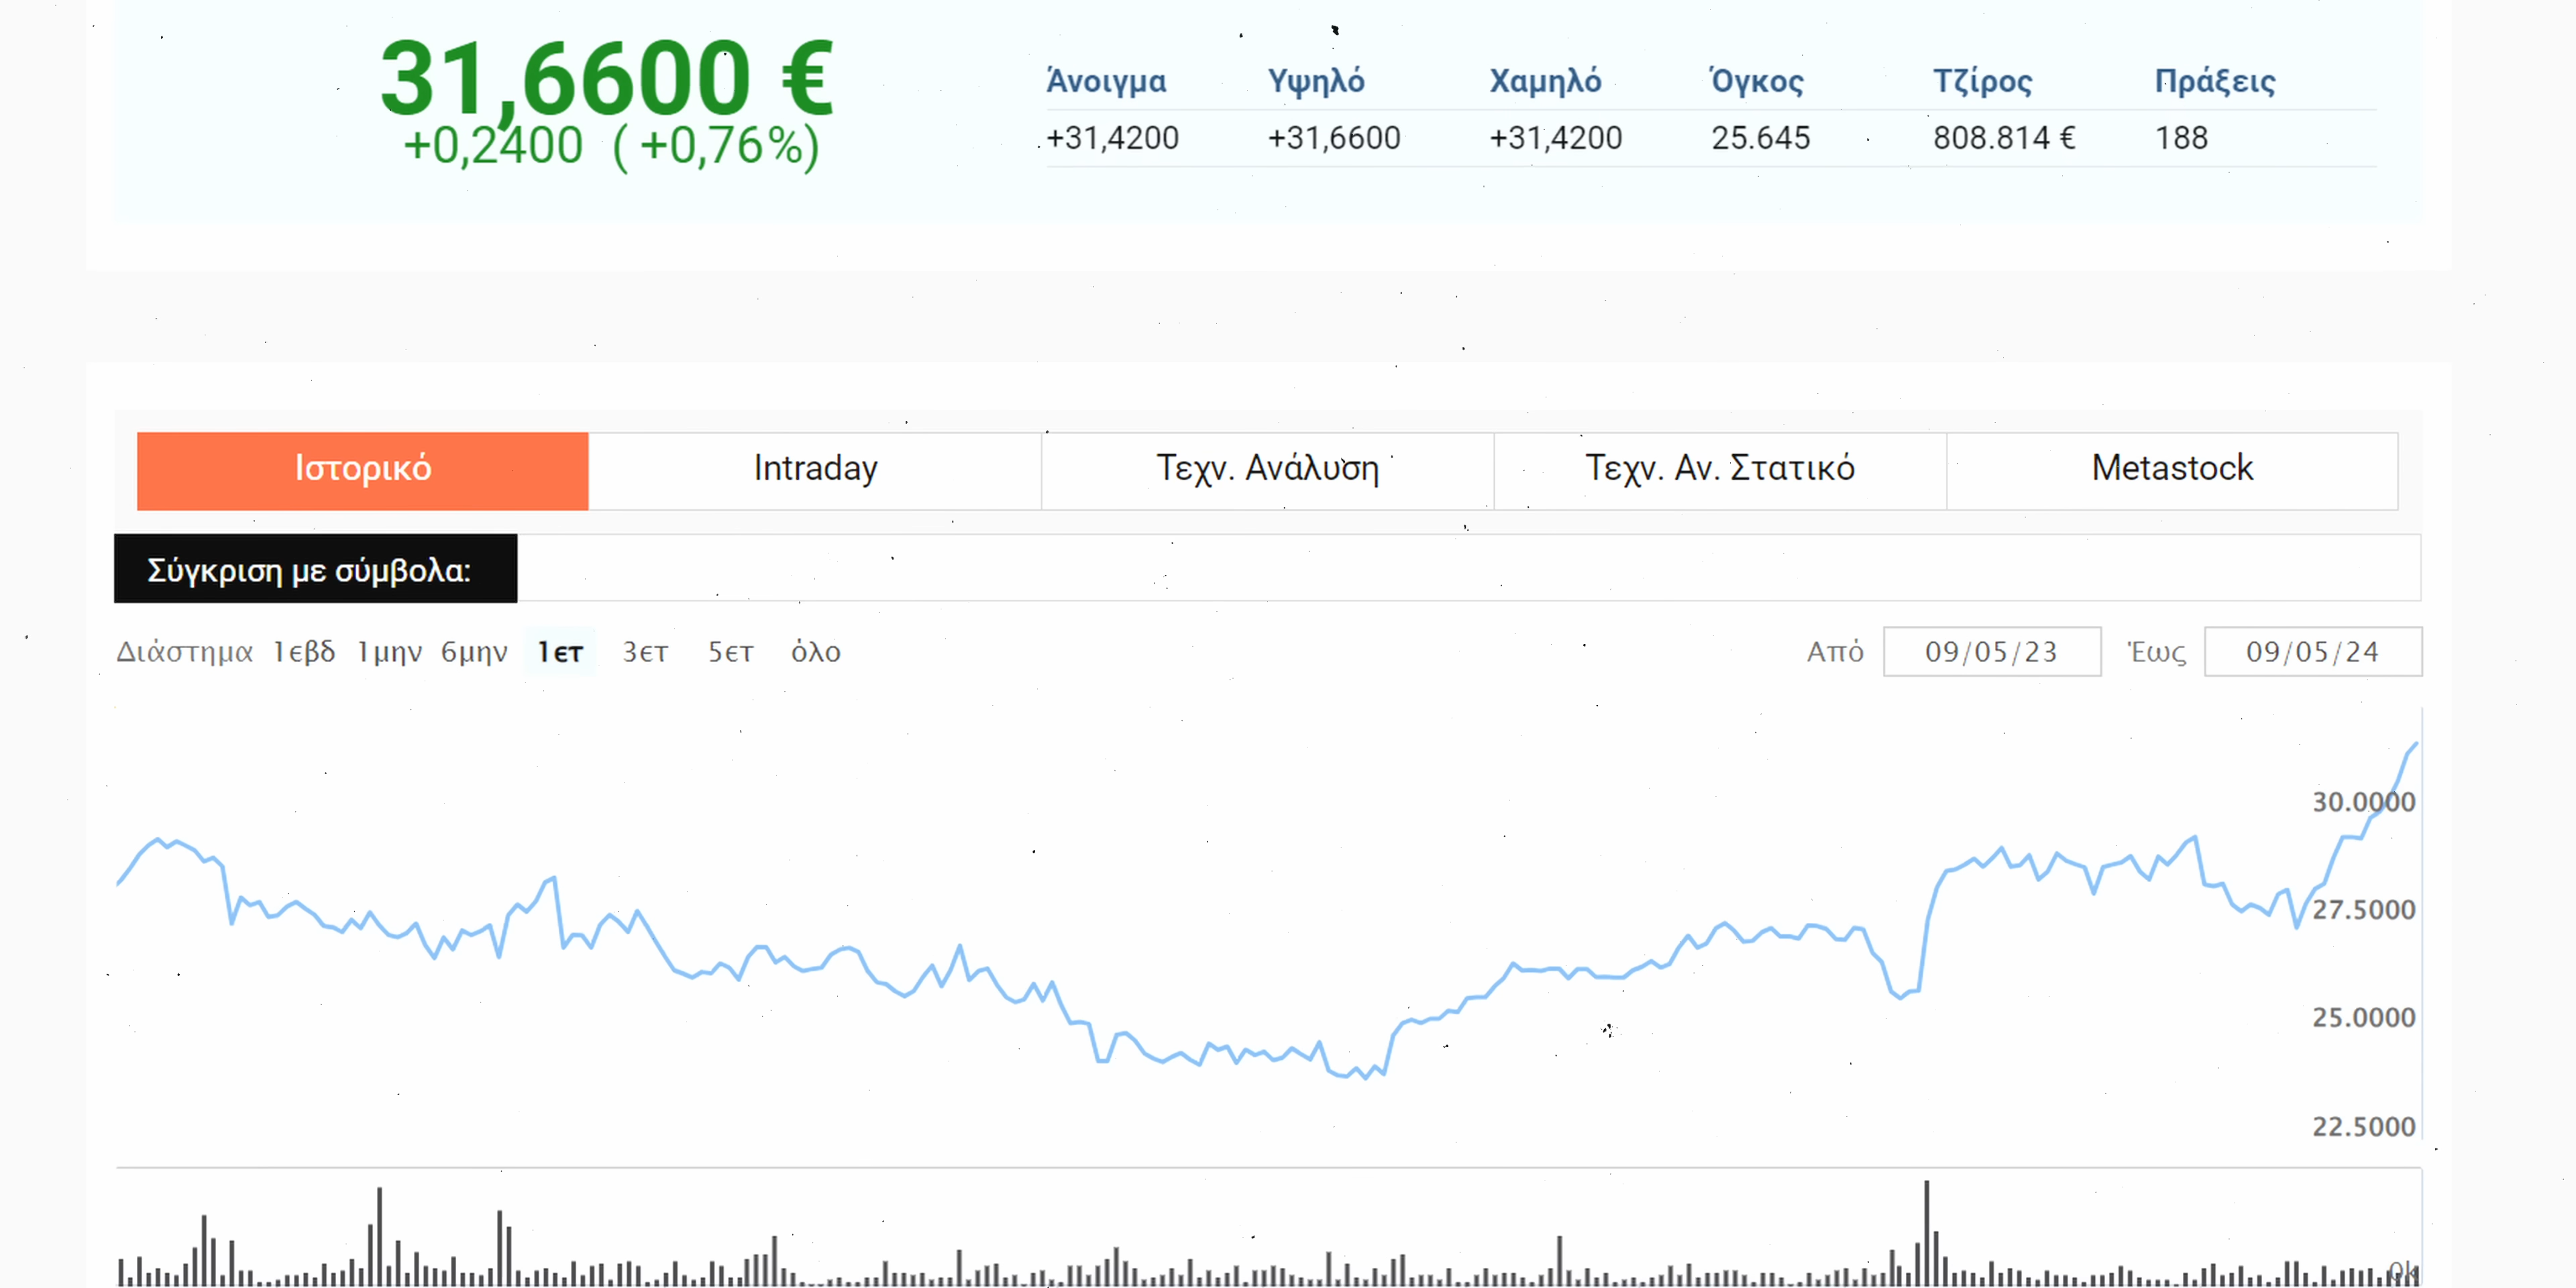 31,6600 €
+0,2400 ( +0,76%)
Άνοιγμα Υψηλό Χαμηλό Όγκος Τζίρος Πράξεις
+31,4200 +31,6600 +31,4200 25.645 808.814 € 188
Ιστορικό Intraday Τεχν. Ανάλυση Τεχν. Αν. Στατικό Metastock
Σύγκριση με σύμβολα:
Διάστημα 1εβδ 1μην 6μην 1ετ 3ετ 5ετ όλο Από 09/05/23 Έως 09/05/24
30.0000
27.5000
25.0000
22.5000
0k